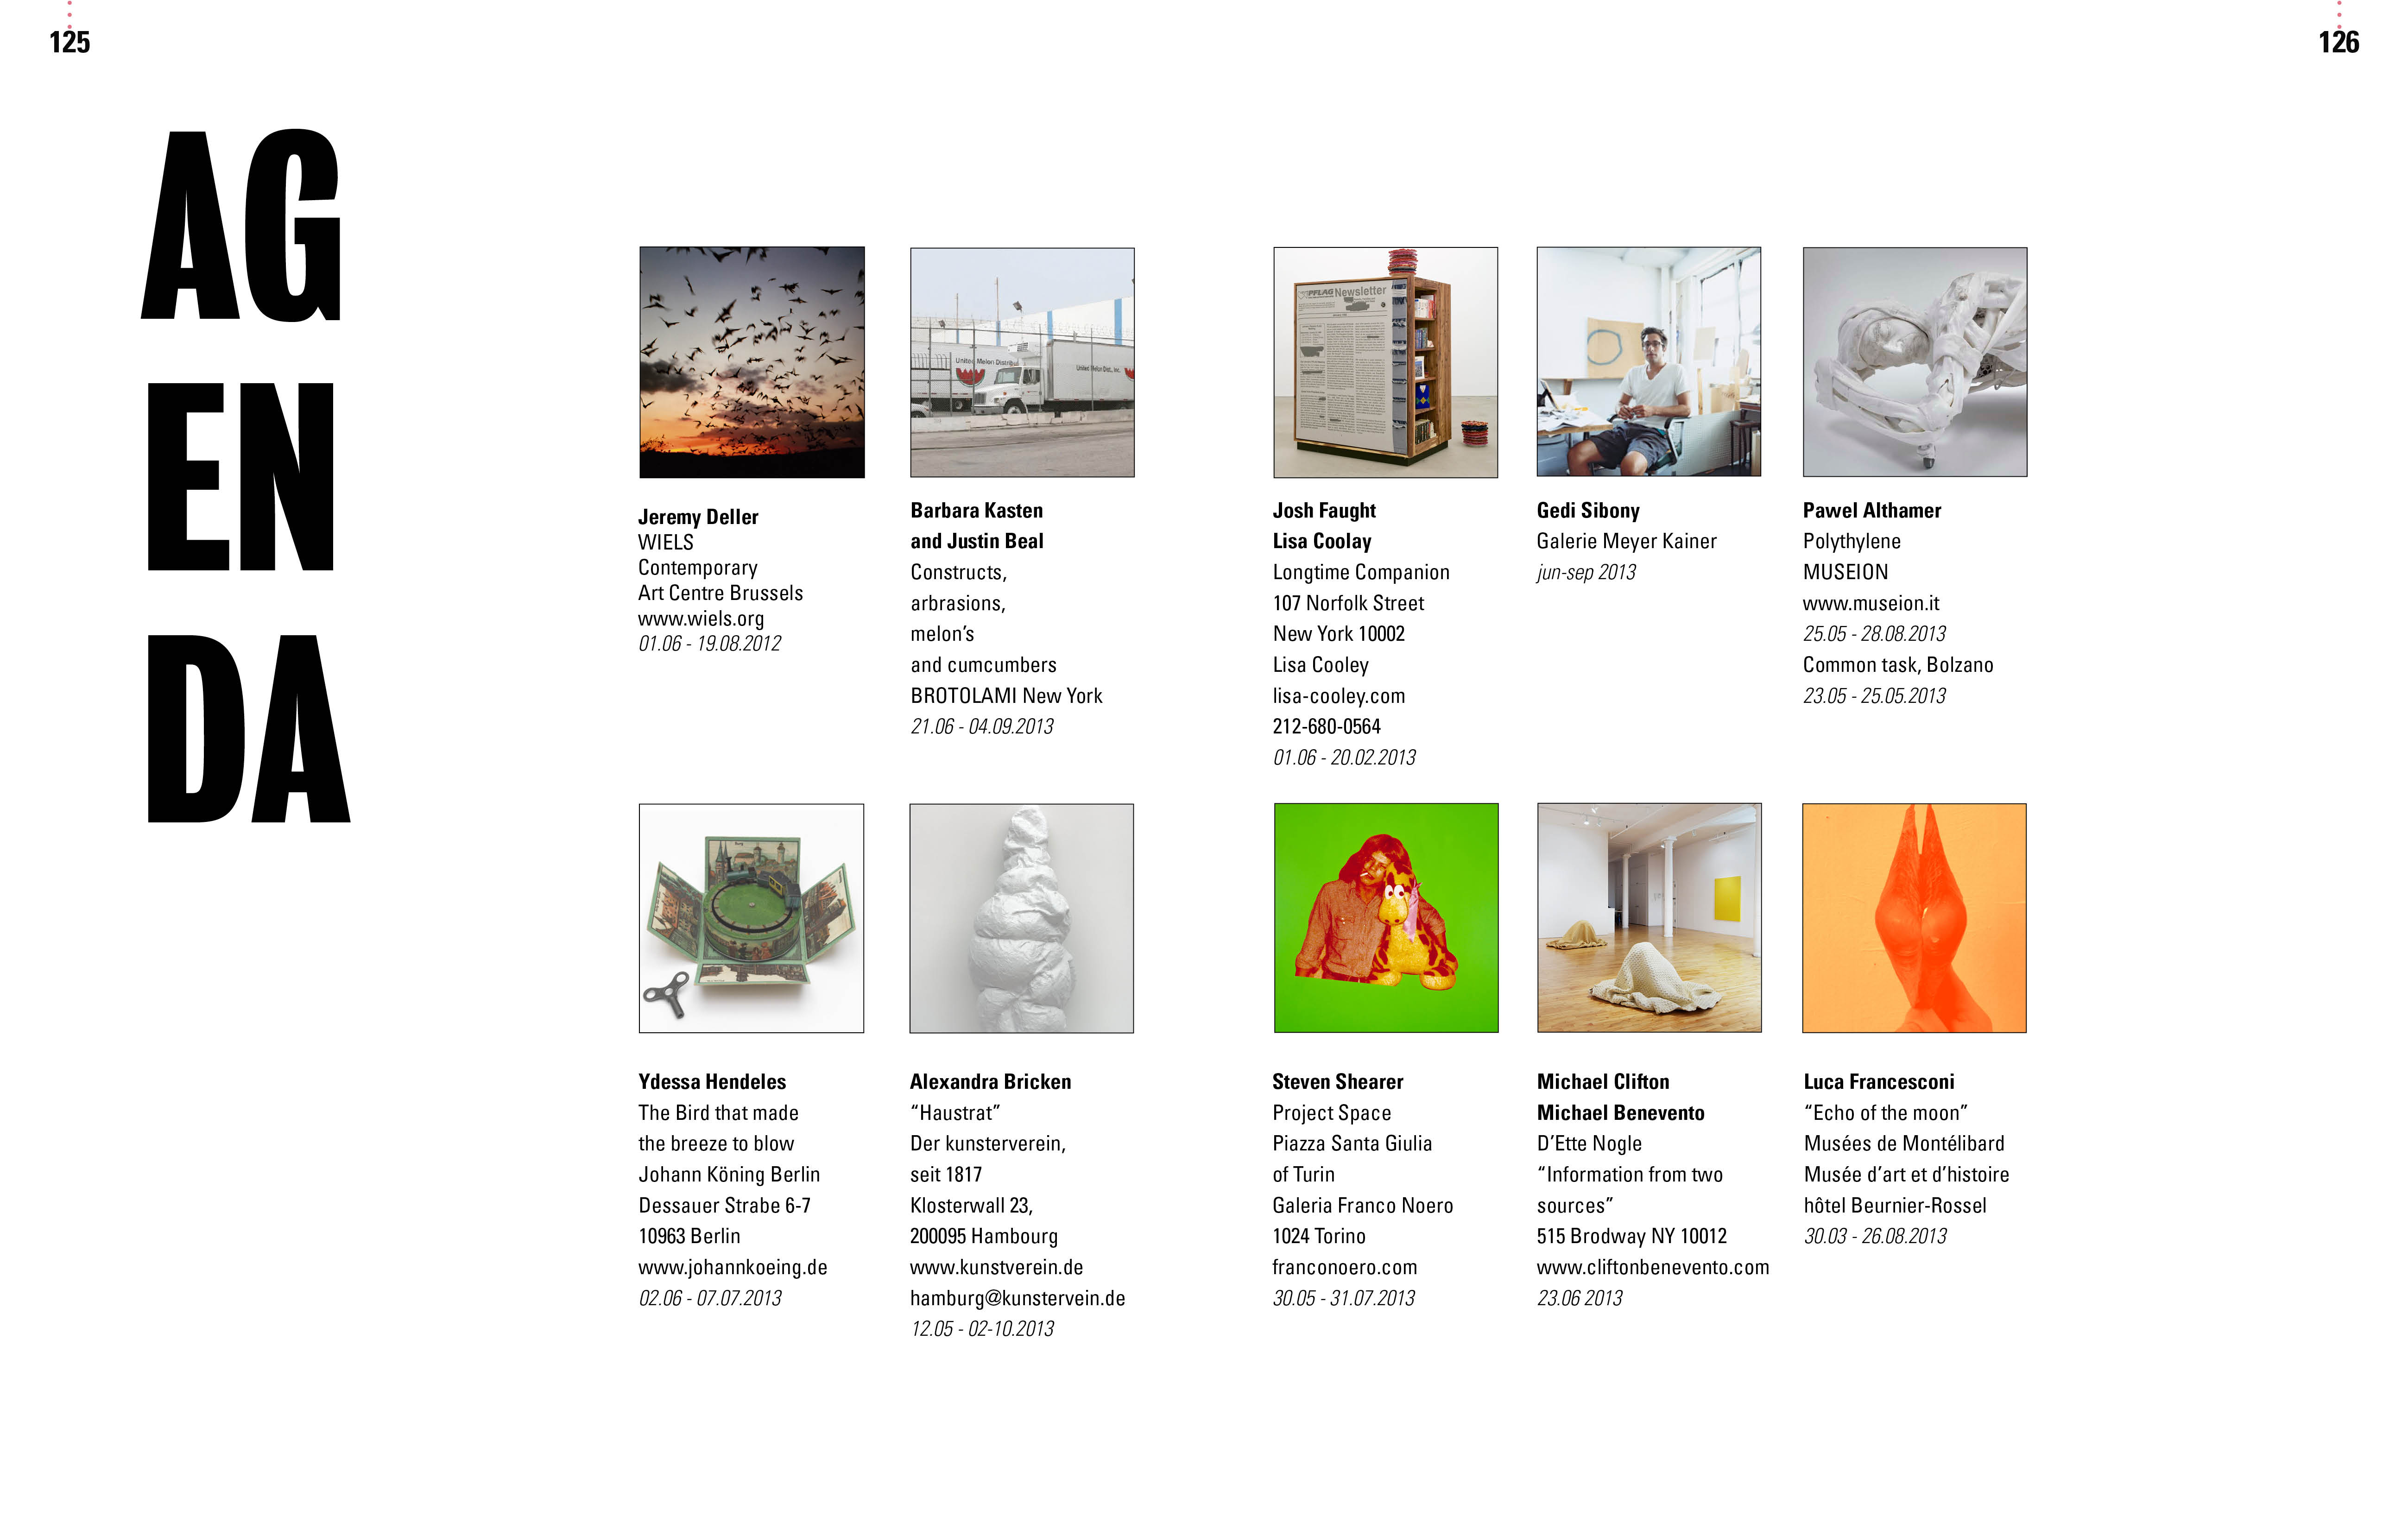 125
126
AG
EN
DA
United Melon Distrib
United Melon Dist., Inc.
PFLAG Newsletter
Jeremy Deller
WIELS
Contemporary
Art Centre Brussels
www.wiels.org
01.06 - 19.08.2012
Barbara Kasten
and Justin Beal
Constructs,
arbrasions,
melon’s
and cumcumbers
BROTOLAMI New York
21.06 - 04.09.2013
Josh Faught
Lisa Coolay
Longtime Companion
107 Norfolk Street
New York 10002
Lisa Cooley
lisa-cooley.com
212-680-0564
01.06 - 20.02.2013
Gedi Sibony
Galerie Meyer Kainer
jun-sep 2013
Pawel Althamer
Polythylene
MUSEION
www.museion.it
25.05 - 28.08.2013
Common task, Bolzano
23.05 - 25.05.2013
Ydessa Hendeles
The Bird that made
the breeze to blow
Johann Köning Berlin
Dessauer Strabe 6-7
10963 Berlin
www.johannkoeing.de
02.06 - 07.07.2013
Alexandra Bricken
“Haustrat”
Der kunsterverein,
seit 1817
Klosterwall 23,
200095 Hambourg
www.kunstverein.de
hamburg@kunstervein.de
12.05 - 02-10.2013
Steven Shearer
Project Space
Piazza Santa Giulia
of Turin
Galeria Franco Noero
1024 Torino
franconoero.com
30.05 - 31.07.2013
Michael Clifton
Michael Benevento
D’Ette Nogle
“Information from two
sources”
515 Brodway NY 10012
www.cliftonbenevento.com
23.06 2013
Luca Francesconi
“Echo of the moon”
Musées de Montélibard
Musée d’art et d’histoire
hôtel Beurnier-Rossel
30.03 - 26.08.2013